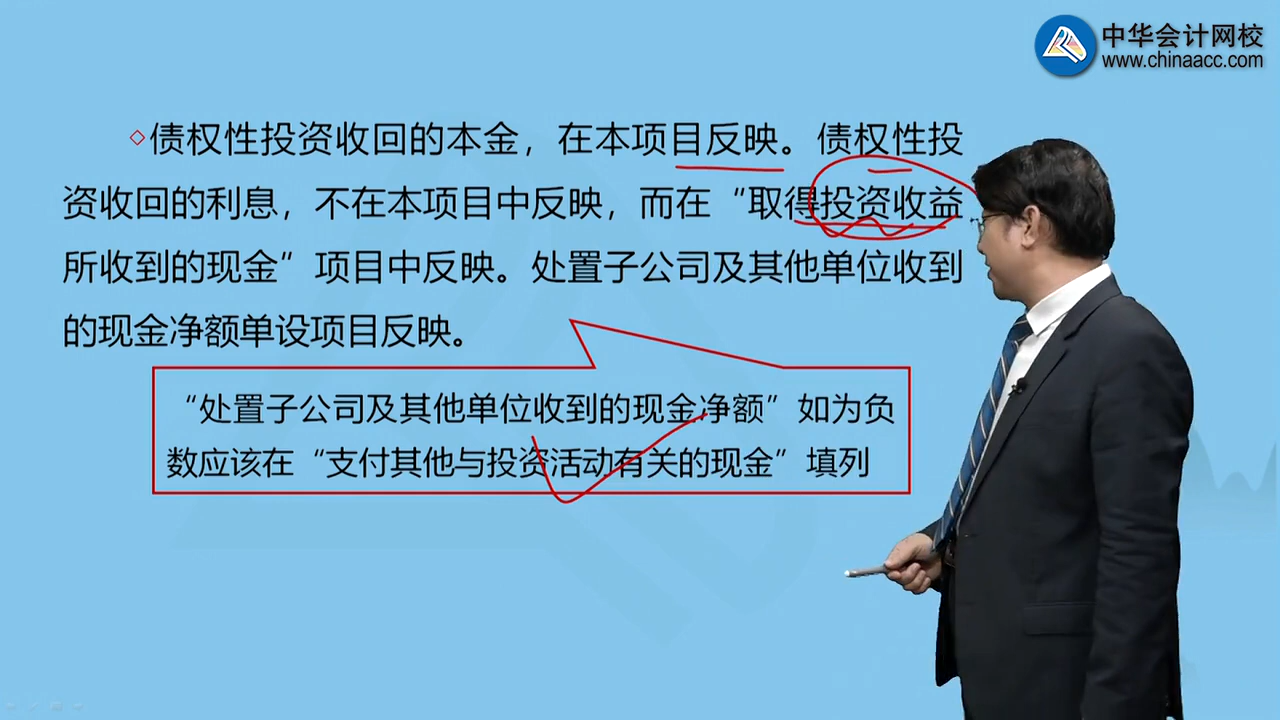 中华会计网校
www.chinaacc.com
◇债权性投资收回的本金，在本项目反映。债权性投
资收回的利息，不在本项目中反映，而在“取得投资收益
所收到的现金”项目中反映。处置子公司及其他单位收到
的现金净额单设项目反映。
“处置子公司及其他单位收到的现金净额”如为负
数应该在“支付其他与投资活动有关的现金”填列